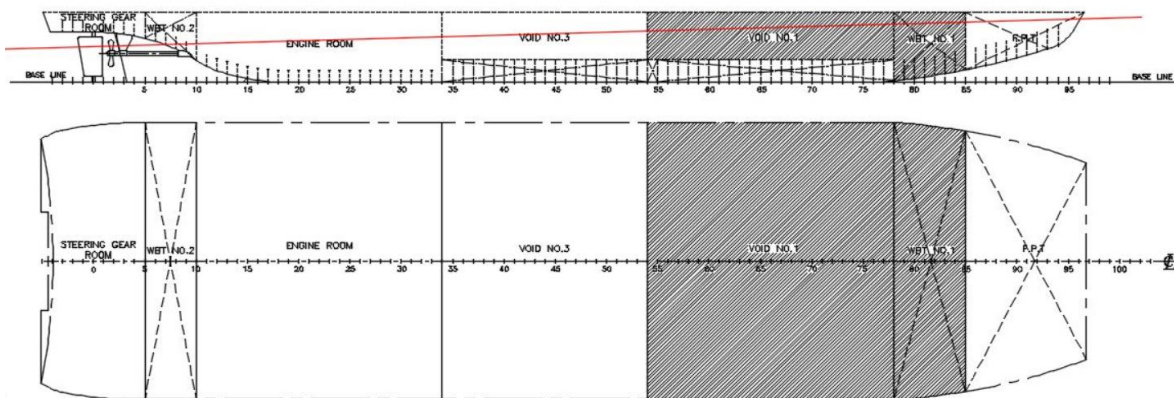 STEERING GEAR
ROOM
WBT NO.2
ENGINE ROOM
VOID NO.3
VOID NO.1
WBT NO.1
F.P.T
BASE LINE
BASE LINE
5 10 15 20 25 30 35 40 45 50 55 60 65 70 75 80 85 90 95
STEERING GEAR
ROOM
WBT NO.2
ENGINE ROOM
VOID NO.3
VOID NO.1
WBT NO.1
F.P.T
0 5 10 15 20 25 30 35 40 45 50 55 60 65 70 75 80 85 90 95 100